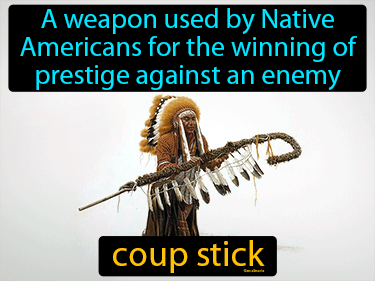 A weapon used by Native
Americans for the winning of
prestige against an enemy
coup stick